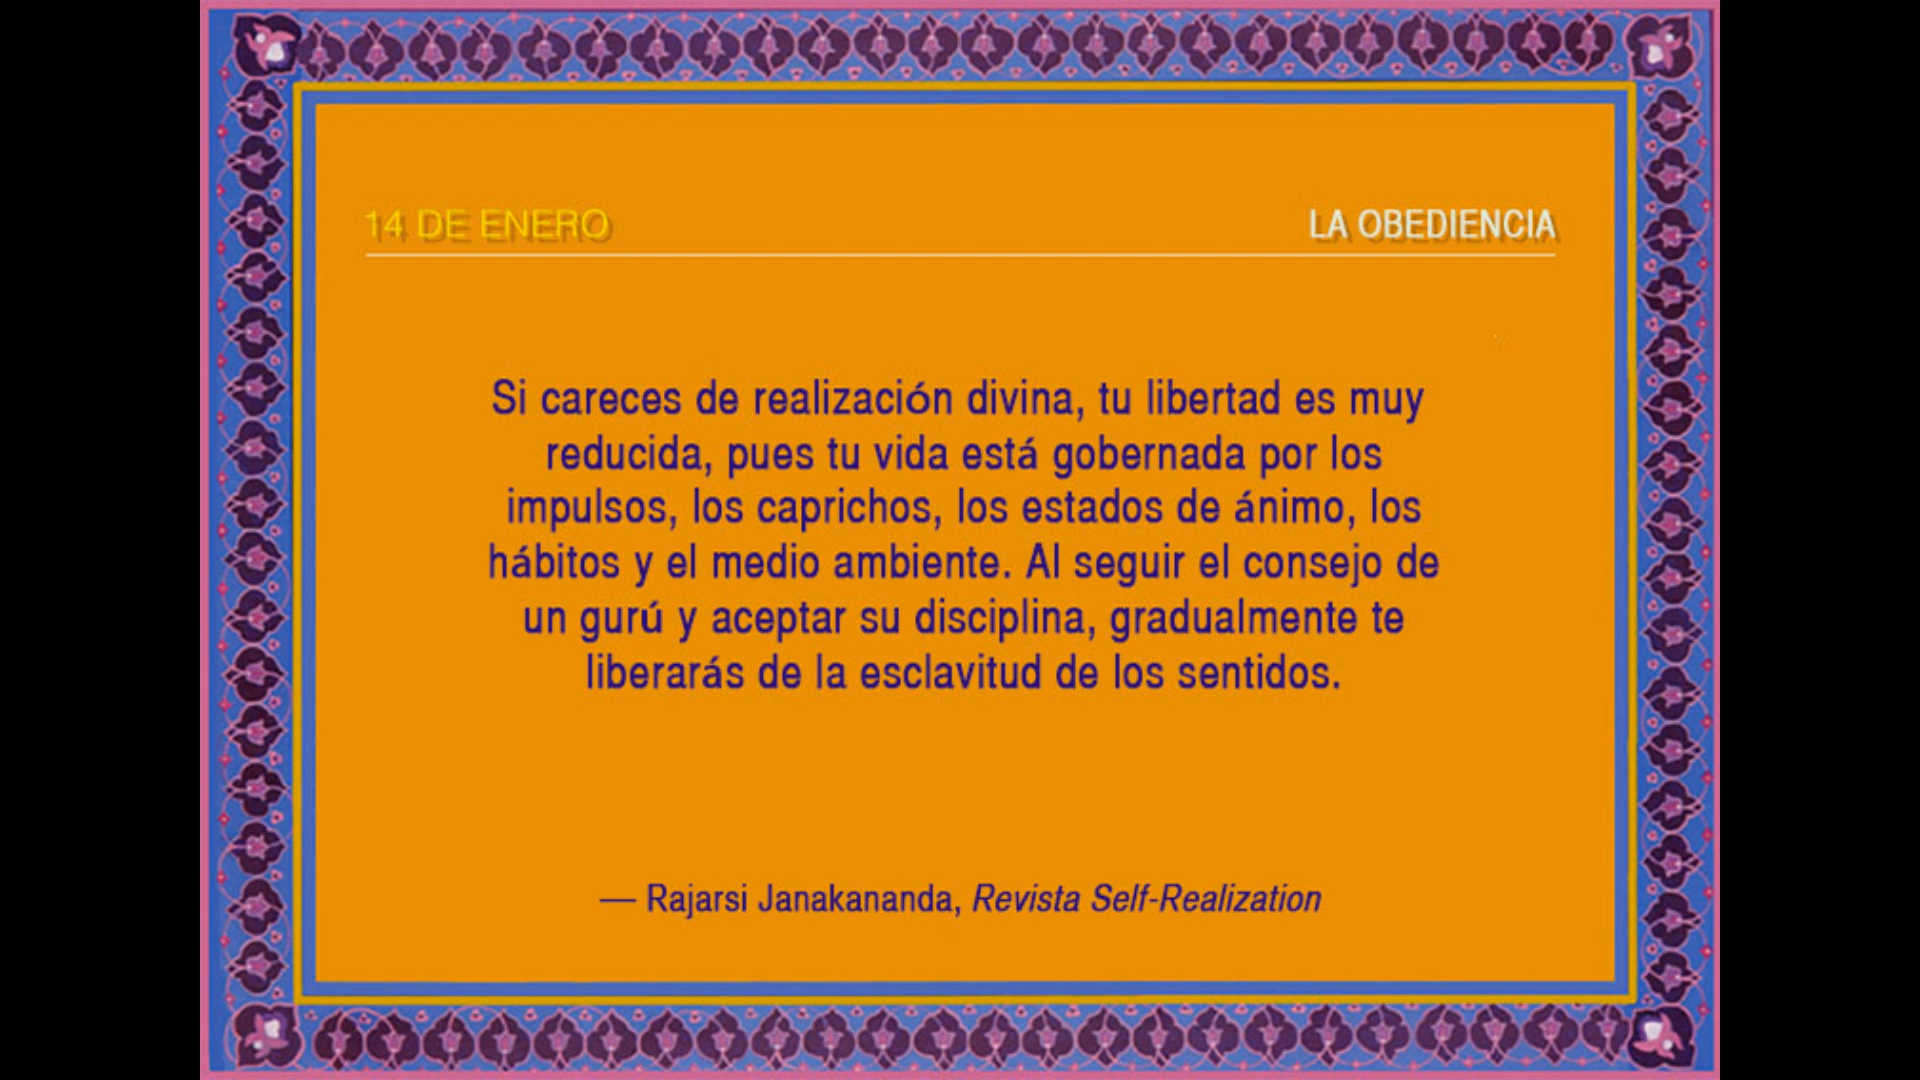 14 DE ENERO
LA OBEDIENCIA
Si careces de realización divina, tu libertad es muy
reducida, pues tu vida está gobernada por los
impulsos, los caprichos, los estados de ánimo, los
hábitos y el medio ambiente. Al seguir el consejo de
un gurú y aceptar su disciplina, gradualmente te
liberarás de la esclavitud de los sentidos.
— Rajarsi Janakananda, Revista Self-Realization